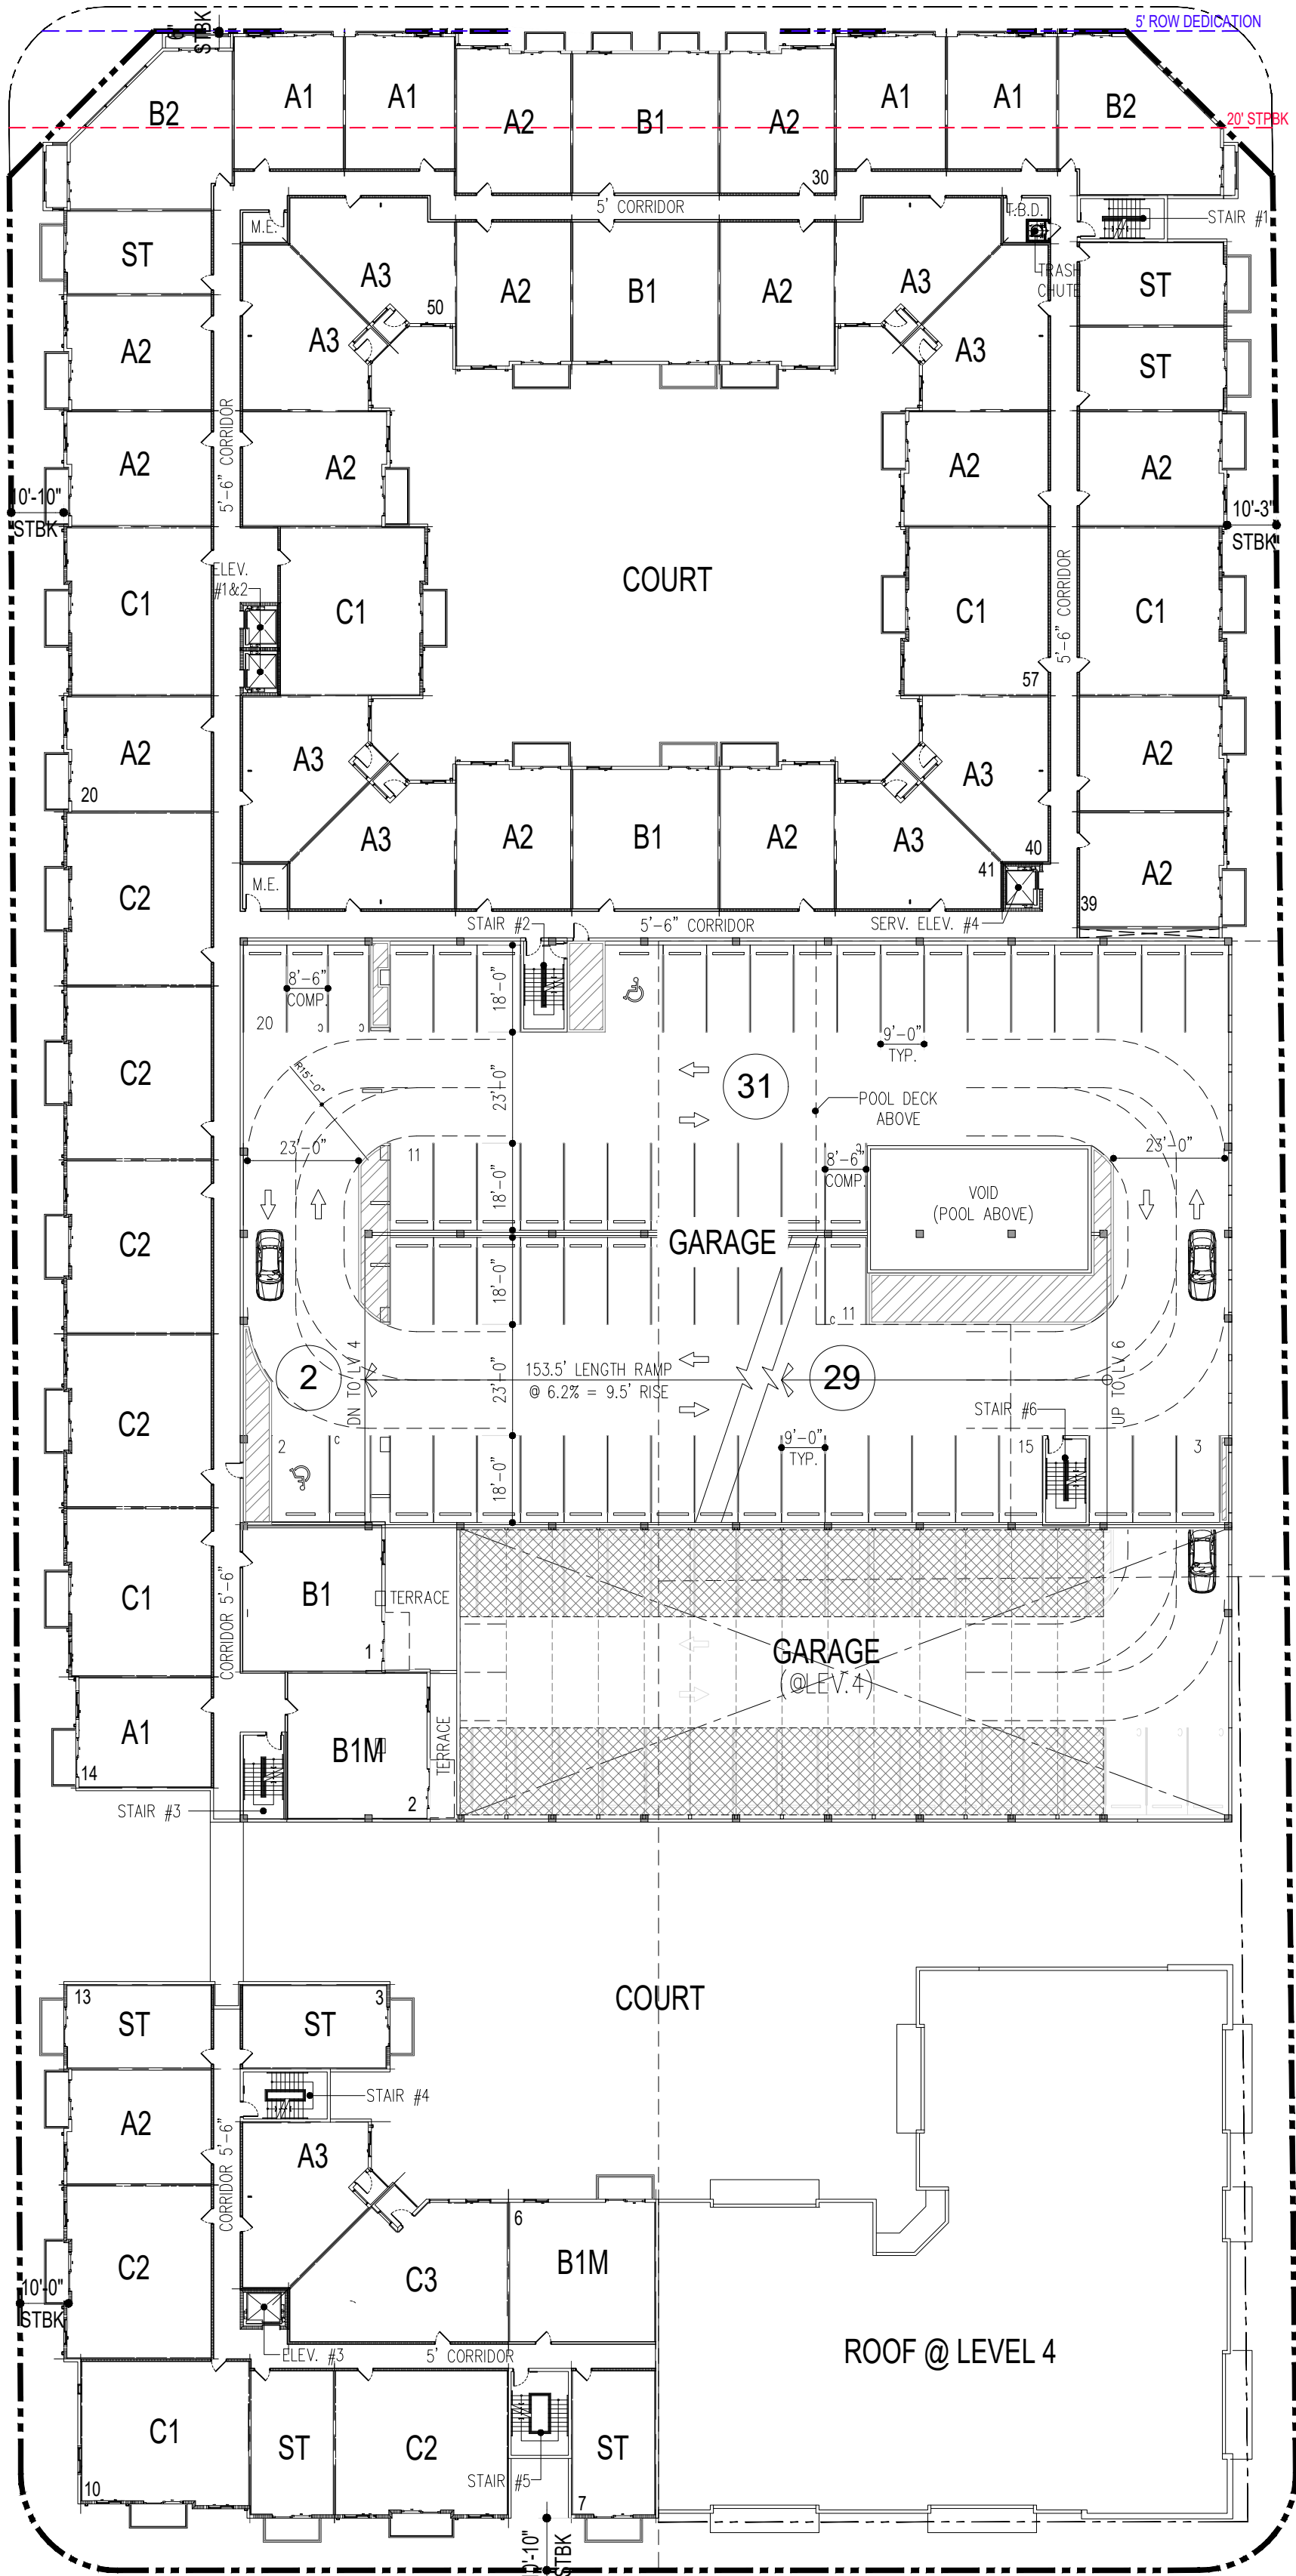 5' ROW DEDICATION
STBK
B2
A1
A1
A2
B1
A2
A1
A1
B2
20' STPBK
30
5' CORRIDOR
M.E.
T.B.D.
STAIR #1
TRASH
CHUTE
ST
A3
A2
B1
A2
A3
ST
50
A3
A3
A2
ST
A2
A2
A2
A2
5'-6" CORRIDOR
10'-10"
STBK
10'-3"
STBK
ELEV.
#1&2
COURT
5'-6" CORRIDOR
C1
C1
C1
C1
57
A2
A3
A3
A2
20
A3
A2
B1
A2
A3
40
41
A2
39
M.E.
C2
STAIR #2
5'-6" CORRIDOR
SERV. ELEV. #4
8'-6"
COMP.
20
c
c
18'-0"
9'-0"
TYP.
R15'-0"
C2
23'-0"
31
POOL DECK
ABOVE
23'-0"
11
8'-6"
COMP.
c
23'-0"
18'-0"
VOID
(POOL ABOVE)
C2
GARAGE
18'-0"
c 11
2
DN TO LV 4
23'-0"
153.5' LENGTH RAMP
@ 6.2% = 9.5' RISE
29
UP TO LV 6
C2
STAIR #6
2
c
9'-0"
TYP.
15
3
18'-0"
C1
CORRIDOR 5'-6"
B1
TERRACE
1
GARAGE
(@LEV.4)
A1
14
B1M
2
TERRACE
STAIR #3
13
ST
ST
3
COURT
STAIR #4
A2
CORRIDOR 5'-6"
A3
6
C2
C3
B1M
10'-0"
STBK
ELEV. #3
5' CORRIDOR
ROOF @ LEVEL 4
C1
ST
C2
ST
10
STAIR #5
7
STBK